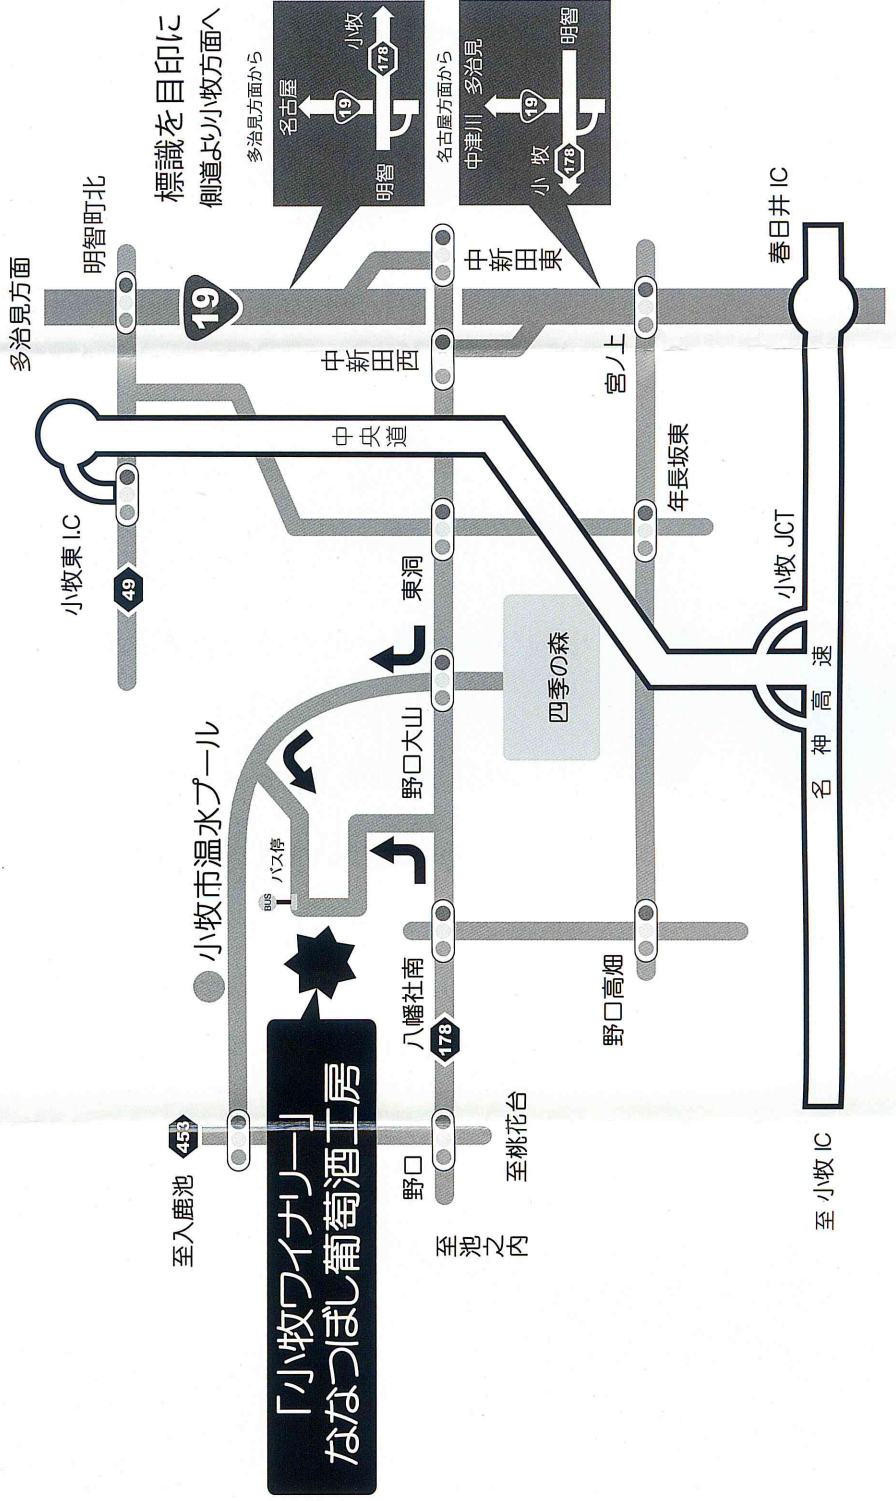 多治見方面
明智町北
19
標識を目印に
側道より小牧方面へ
多治見方面から
名古屋
19
小牧
178
明智
名古屋方面から
中津川 多治見
19
小牧
178
明智
小牧東 I.C
49
中央道
中新田西
中新田東
宮ノ上
春日井 IC
年長坂東
東洞
小牧 JCT
名神高速
四季の森
野口大山
小牧市温水プール
BUS
バス停
八幡社南
178
野口高畑
「小牧ワイナリー」
ななつぼし葡萄酒工房
453
至入鹿池
野口
至桃花台
至池之内
至 小牧 IC